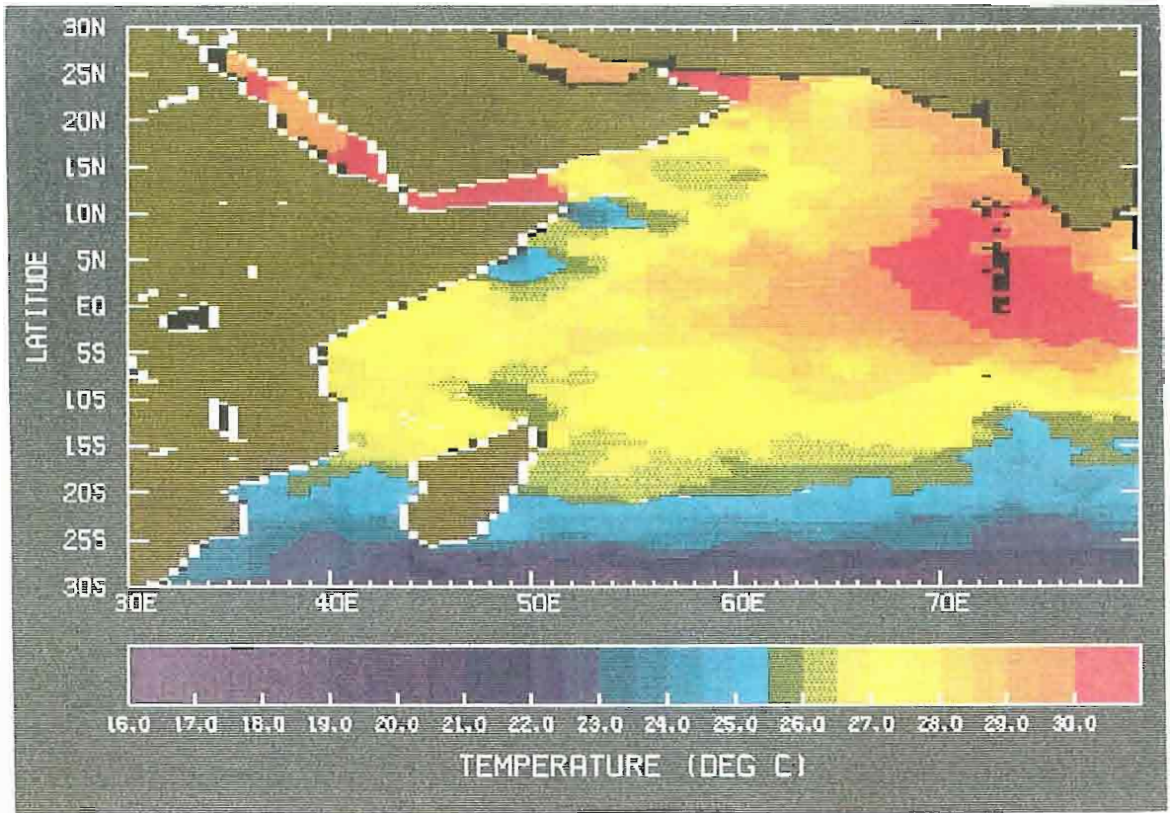 30N
25N
20N
15N
10N
5N
EQ
5S
10S
15S
20S
25S
30S
LATITUDE
30E 40E 50E 60E 70E
16.0 17.0 18.0 19.0 20.0 21.0 22.0 23.0 24.0 25.0 26.0 27.0 28.0 29.0 30.0
TEMPERATURE (DEG C)